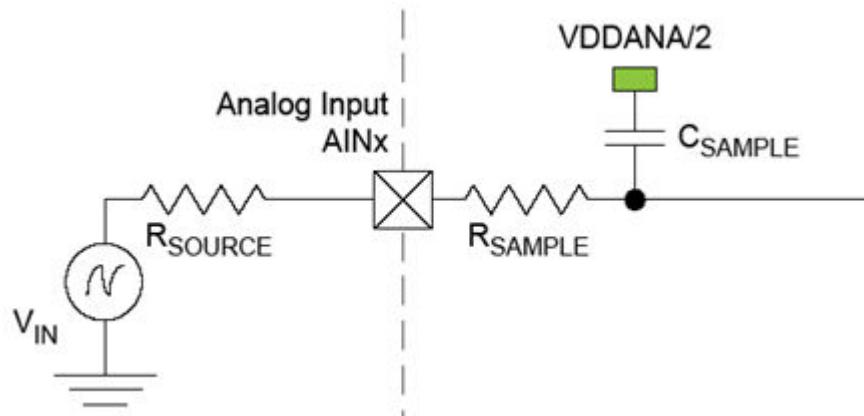 VDDANA/2
Analog Input
AINx
CSAMPLE
RSOURCE
RSAMPLE
VIN